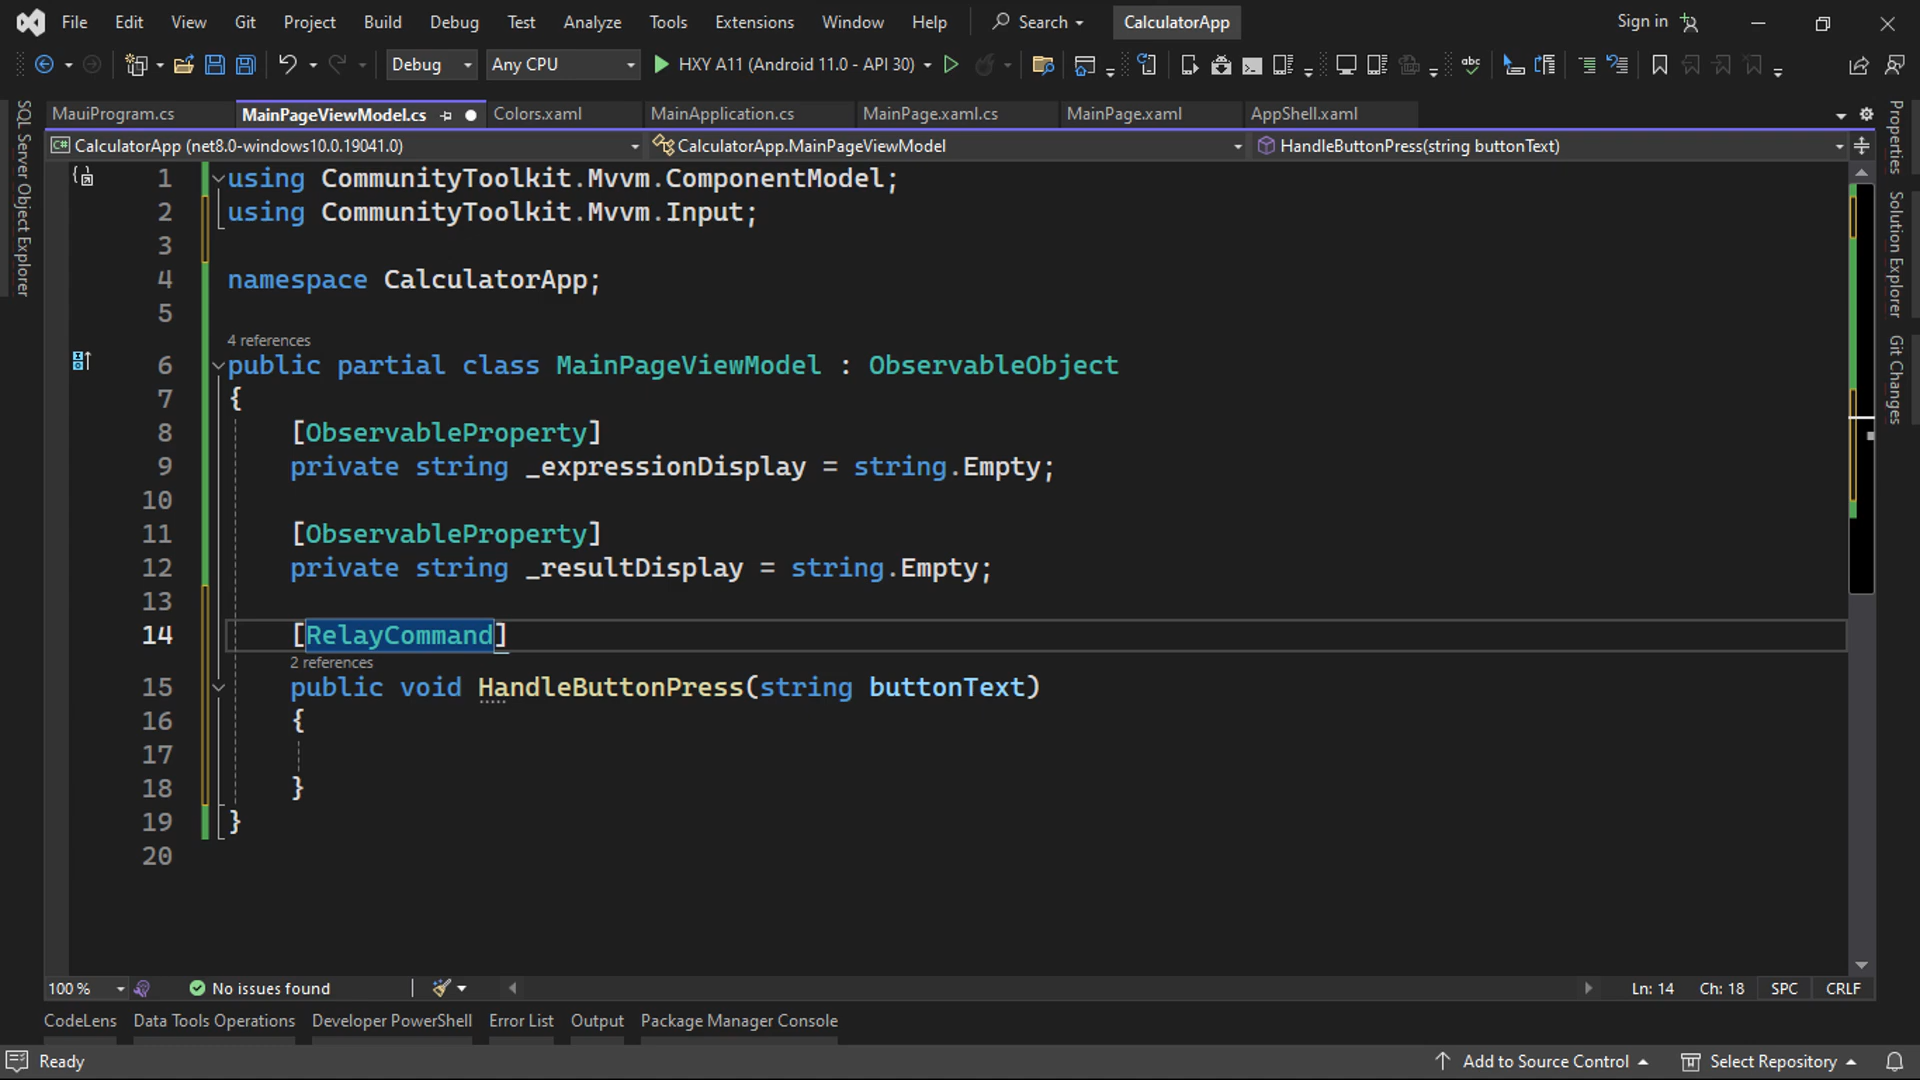 File Edit View Git Project Build Debug Test Analyze Tools Extensions Window Help Search CalculatorApp Sign in
Debug Any CPU HXY A11 (Android 11.0 - API 30)
MauiProgram.cs MainPageViewModel.cs Colors.xaml MainApplication.cs MainPage.xaml.cs MainPage.xaml AppShell.xaml
CalculatorApp (net8.0-windows10.0.19041.0) CalculatorApp.MainPageViewModel HandleButtonPress(string buttonText)
SQL Server Object Explorer
Properties
Solution Explorer
Git Changes
1 using CommunityToolkit.Mvvm.ComponentModel;
2 using CommunityToolkit.Mvvm.Input;
3
4 namespace CalculatorApp;
5
4 references
6 public partial class MainPageViewModel : ObservableObject
7 {
8 [ObservableProperty]
9 private string _expressionDisplay = string.Empty;
10
11 [ObservableProperty]
12 private string _resultDisplay = string.Empty;
13
14 [RelayCommand]
2 references
15 public void HandleButtonPress(string buttonText)
16 {
17
18 }
19 }
20
100 % No issues found Ln: 14 Ch: 18 SPC CRLF
CodeLens Data Tools Operations Developer PowerShell Error List Output Package Manager Console
Ready Add to Source Control Select Repository